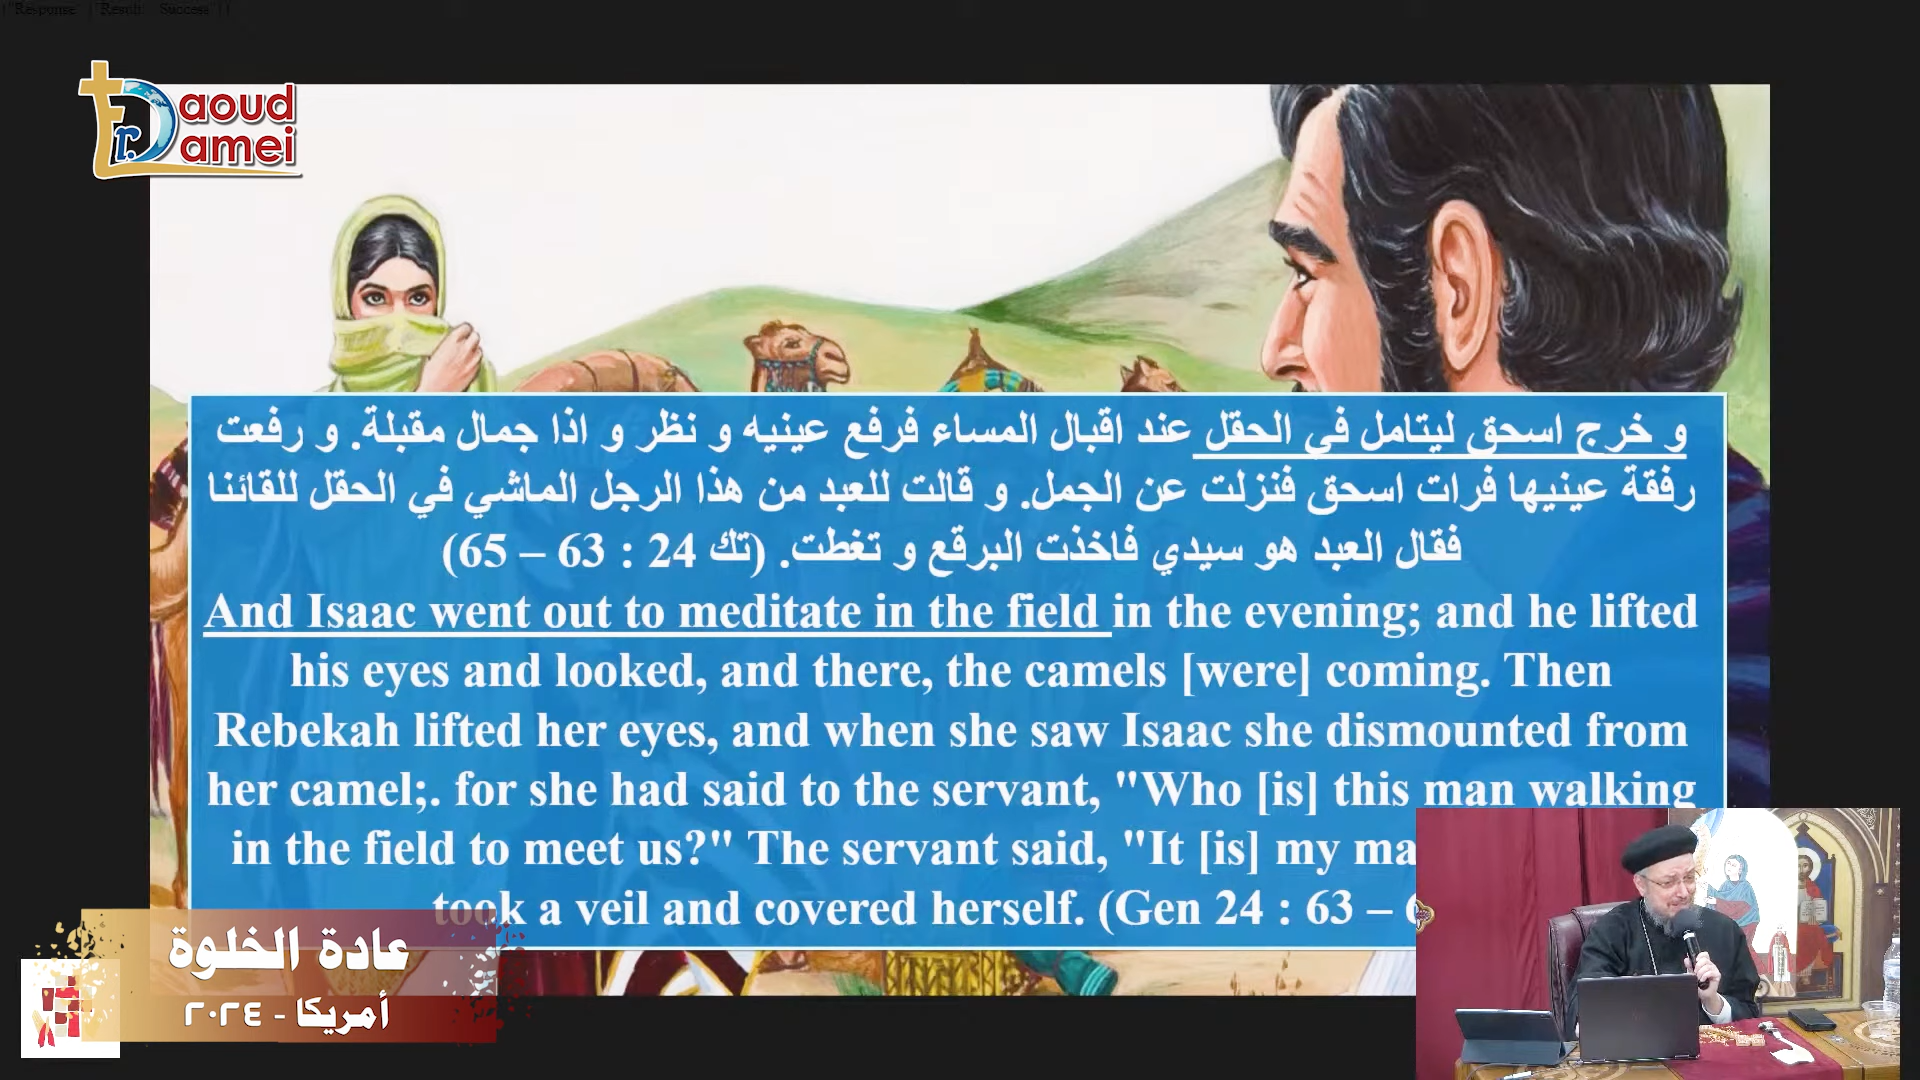 {"Response" {"Result" "Success"}}
Fr. Daoud Lamei
و خرج اسحق ليتامل في الحقل عند اقبال المساء فرفع عينيه و نظر و اذا جمال مقبلة. و رفعت
رفقة عينيها فرات اسحق فنزلت عن الجمل. و قالت للعبد من هذا الرجل الماشي في الحقل للقائنا
فقال العبد هو سيدي فاخذت البرقع و تغطت. (تك 24 : 63 – 65)
And Isaac went out to meditate in the field in the evening; and he lifted
his eyes and looked, and there, the camels [were] coming. Then
Rebekah lifted her eyes, and when she saw Isaac she dismounted from
her camel;. for she had said to the servant, "Who [is] this man walking
in the field to meet us?" The servant said, "It [is] my ma
took a veil and covered herself. (Gen 24 : 63 –
عادة الخلوة
أمريكا - ٢٠٢٤